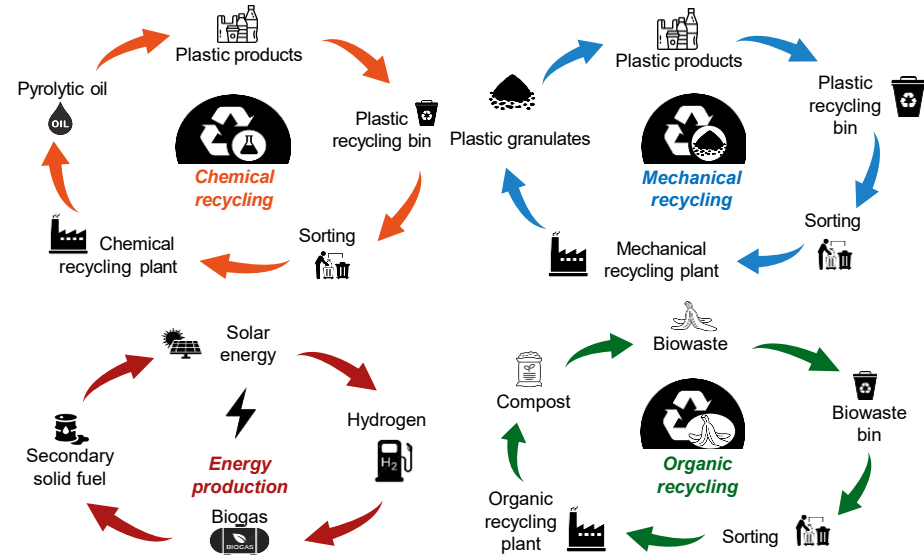 Plastic products
Pyrolytic oil
OIL
Plastic
recycling bin
Chemical
recycling
Sorting
Chemical
recycling plant
Plastic products
Plastic
recycling
bin
Plastic granulates
Mechanical
recycling
Sorting
Mechanical
recycling plant
Solar
energy
Hydrogen
H2
Secondary
solid fuel
Energy
production
Biogas
BIOGAS
Biowaste
Compost
Biowaste
bin
Organic
recycling
Organic
recycling
plant
Sorting